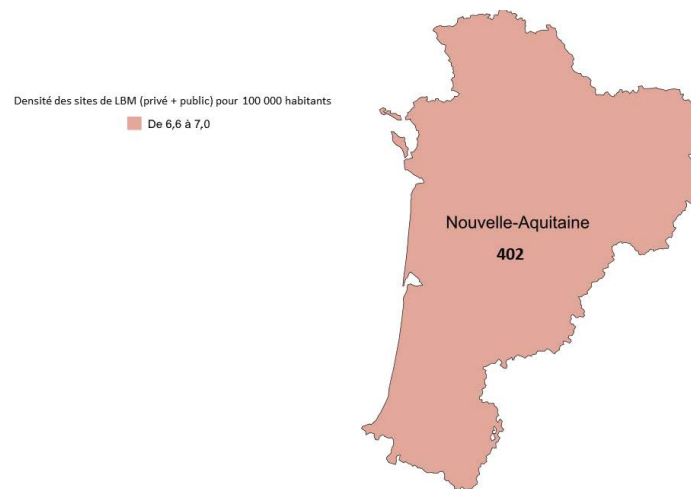 Densité des sites de LBM (privé + public) pour 100 000 habitants
De 6,6 à 7,0
Nouvelle-Aquitaine
402